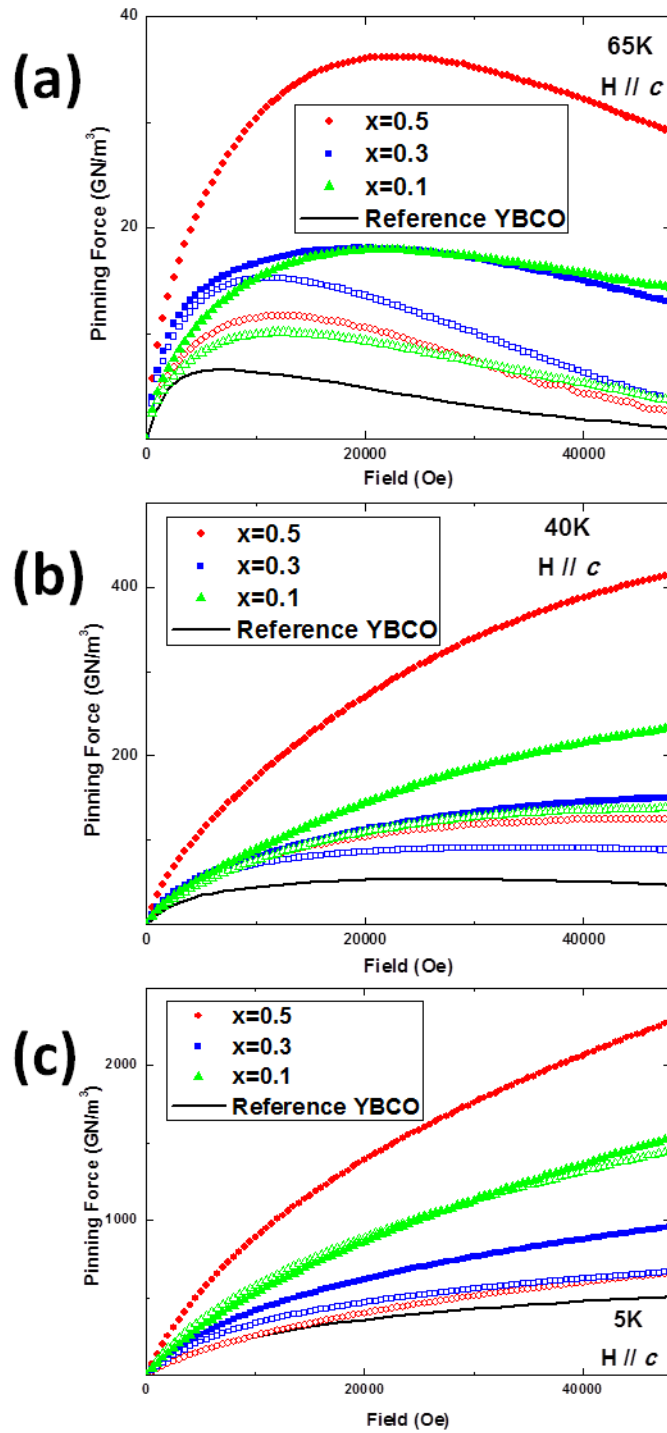 (a)
65K
H // c
x=0.5
x=0.3
x=0.1
Reference YBCO
Pinning Force (GN/m³)
40
20
0
0 20000 40000
Field (Oe)
(b)
40K
H // c
x=0.5
x=0.3
x=0.1
Reference YBCO
Pinning Force (GN/m³)
400
200
0 20000 40000
Field (Oe)
(c)
x=0.5
x=0.3
x=0.1
Reference YBCO
Pinning Force (GN/m³)
2000
1000
5K
H // c
0 20000 40000
Field (Oe)